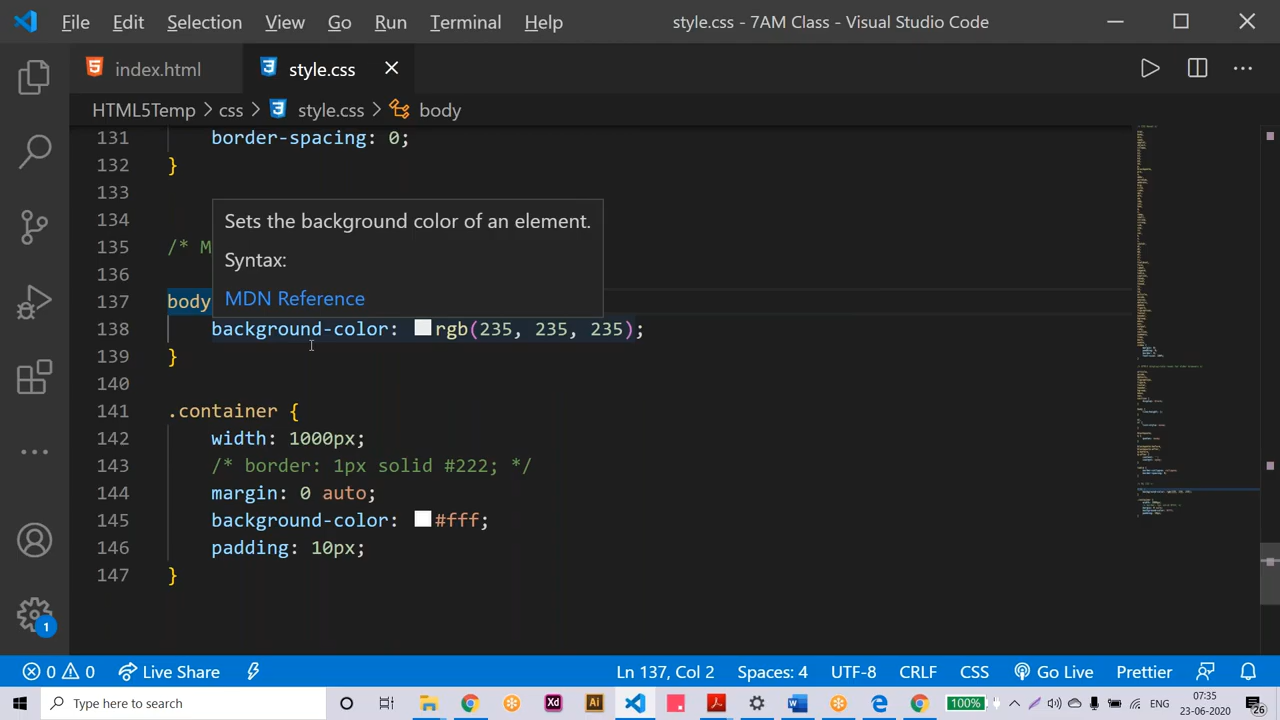 File Edit Selection View Go Run Terminal Help style.css - 7AM Class - Visual Studio Code
index.html style.css
HTML5Temp > css > style.css > body
131 border-spacing: 0;
132 }
133
134
135 /* M
136
137 body
Sets the background color of an element.
Syntax:
MDN Reference
138 background-color: rgb(235, 235, 235);
139 }
140
141 .container {
142 width: 1000px;
143 /* border: 1px solid #222; */
144 margin: 0 auto;
145 background-color: #fff;
146 padding: 10px;
147 }
1
0 0 Live Share Ln 137, Col 2 Spaces: 4 UTF-8 CRLF CSS Go Live Prettier
Type here to search Xd Ai 100% ENG 07:35
23-06-2020 26